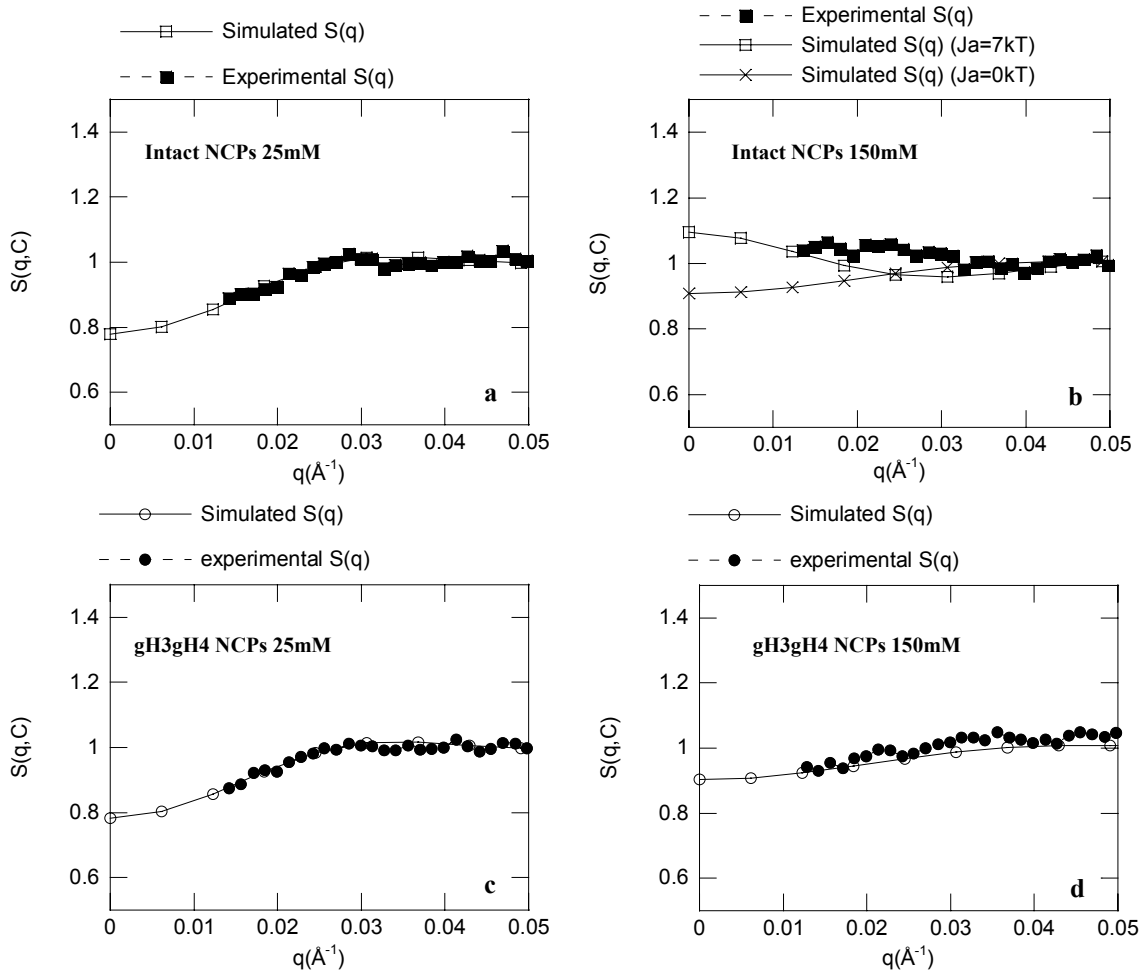 Simulated S(q)
Experimental S(q)
1.4
1.2
1
0.8
0.6
S(q,C)
Intact NCPs 25mM
a
0 0.01 0.02 0.03 0.04 0.05
q(Å⁻¹)
Experimental S(q)
Simulated S(q) (Ja=7kT)
Simulated S(q) (Ja=0kT)
1.4
1.2
1
0.8
0.6
S(q,C)
Intact NCPs 150mM
b
0 0.01 0.02 0.03 0.04 0.05
q(Å⁻¹)
Simulated S(q)
experimental S(q)
1.4
1.2
1
0.8
0.6
S(q,C)
gH3gH4 NCPs 25mM
c
0 0.01 0.02 0.03 0.04 0.05
q(Å⁻¹)
Simulated S(q)
experimental S(q)
1.4
1.2
1
0.8
0.6
S(q,C)
gH3gH4 NCPs 150mM
d
0 0.01 0.02 0.03 0.04 0.05
q(Å⁻¹)